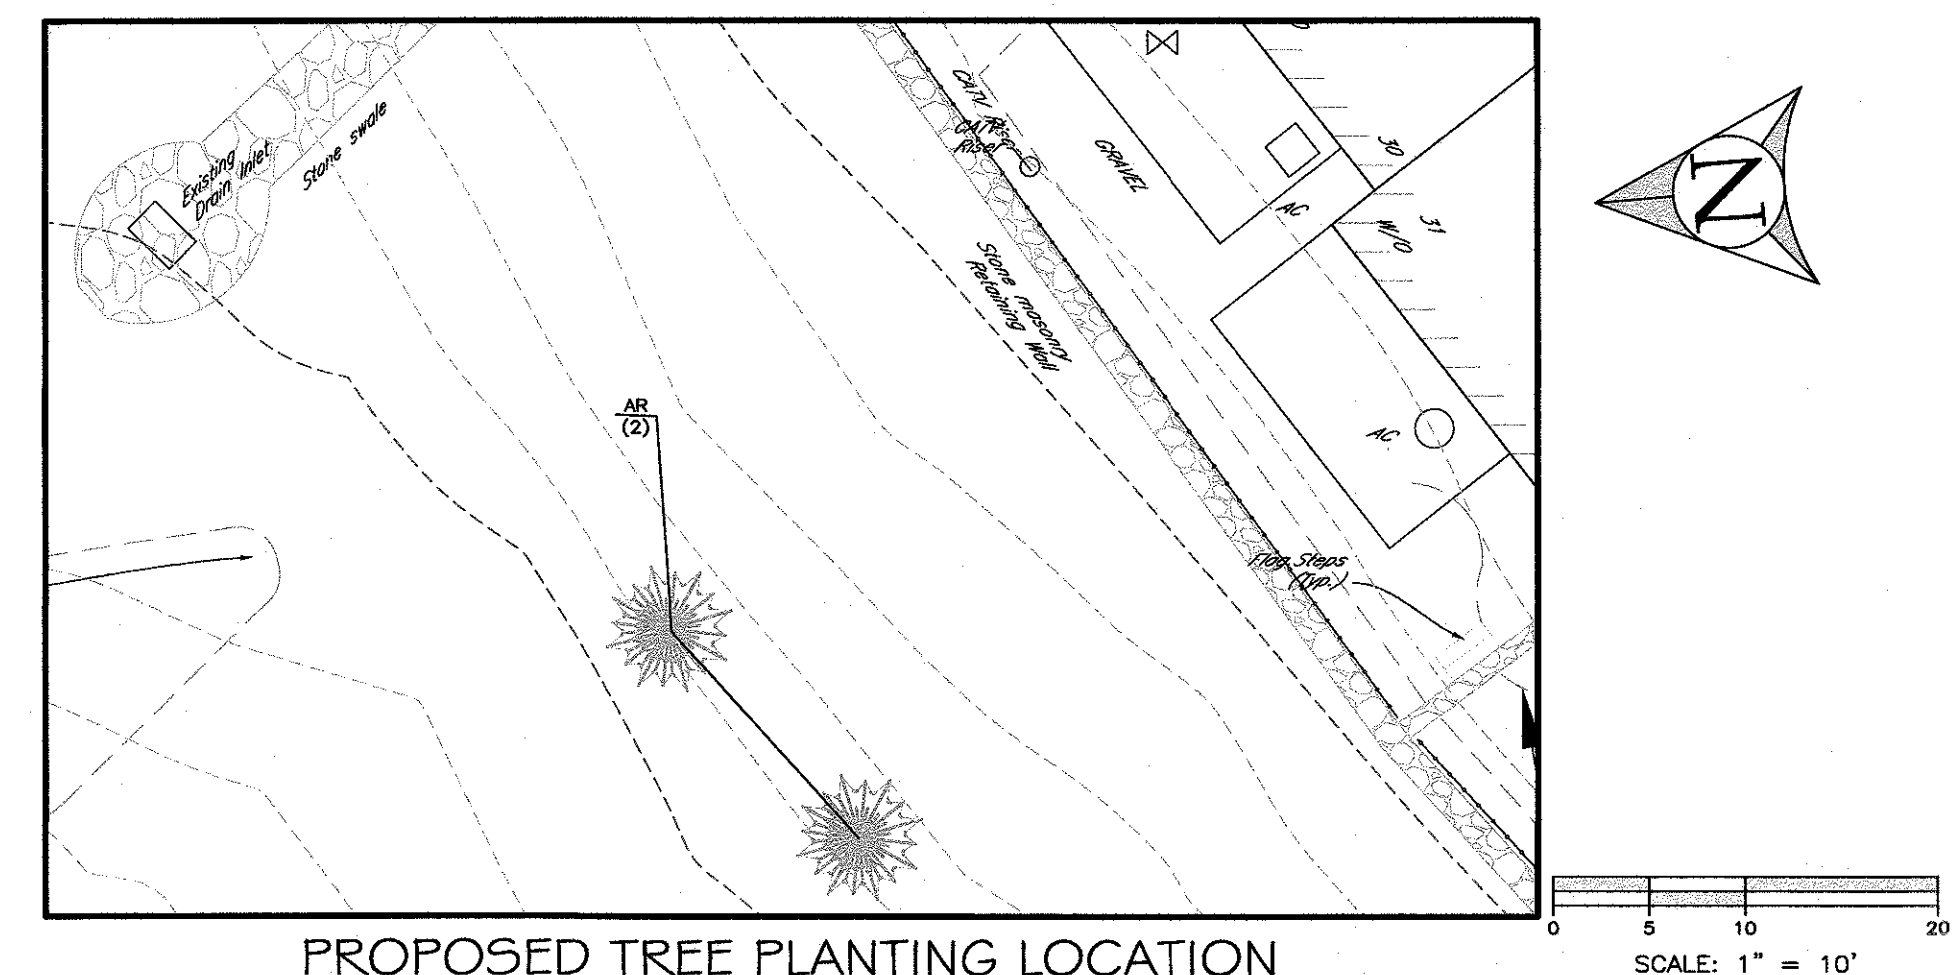 Existing
Drain Inlet
Stone swale
CATV Riser
CATV
Riser
GRAVEL
AC
30
31
W/O
Stone masonry
Retaining Wall
AR
(2)
AC
Flag Steps
(Typ.)
N
0 5 10 20
SCALE: 1" = 10'
PROPOSED TREE PLANTING LOCATION